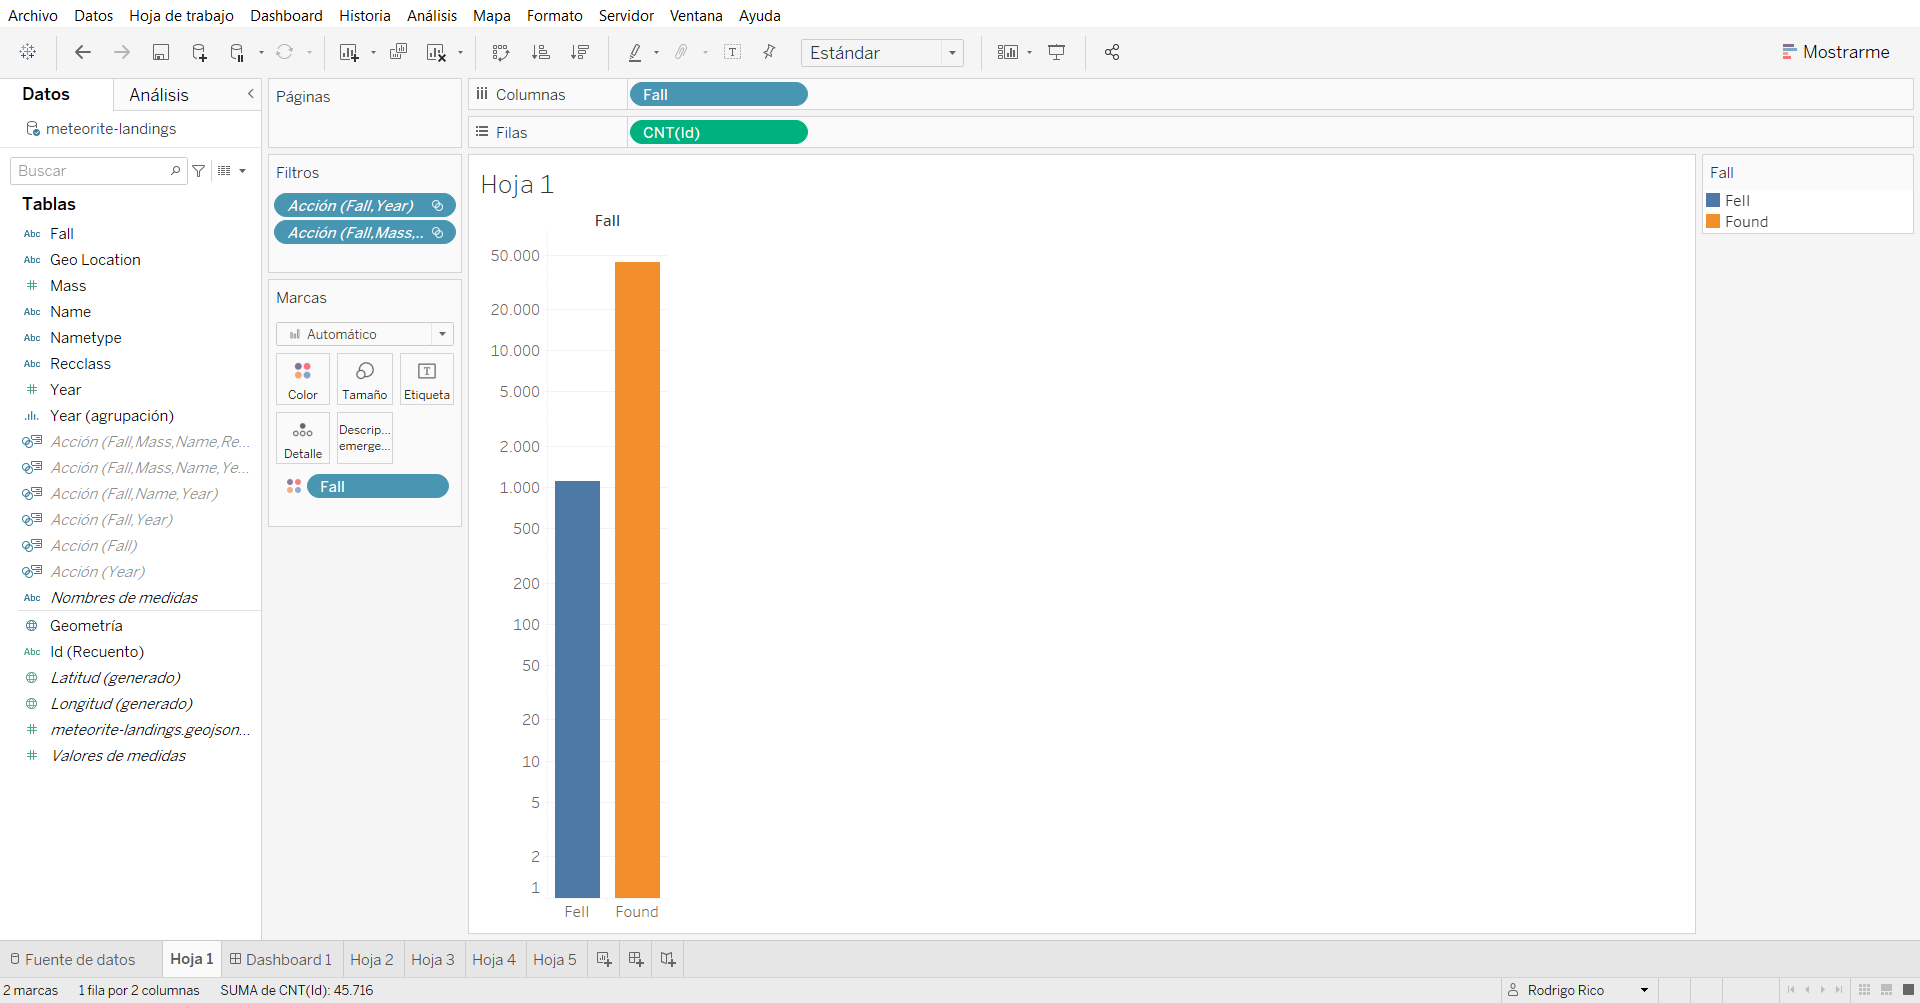 Archivo Datos Hoja de trabajo Dashboard Historia Análisis Mapa Formato Servidor Ventana Ayuda
Estándar
Mostrarme
Datos Análisis
meteorite-landings
Buscar
Tablas
Abc Fall
Abc Geo Location
Mass
Abc Name
Abc Nametype
Abc Recclass
Year
Year (agrupación)
Acción (Fall,Mass,Name,Re...
Acción (Fall,Mass,Name,Ye...
Acción (Fall,Name,Year)
Acción (Fall,Year)
Acción (Fall)
Acción (Year)
Abc Nombres de medidas
Geometría
Abc Id (Recuento)
Latitud (generado)
Longitud (generado)
meteorite-landings.geojson...
Valores de medidas
Páginas
Filtros
Acción (Fall,Year)
Acción (Fall,Mass,..
Marcas
Automático
Color Tamaño Etiqueta
Detalle Descrip... emerge...
Fall
Columnas Fall
Filas CNT(Id)
Hoja 1
Fall
50.000
20.000
10.000
5.000
2.000
1.000
500
200
100
50
20
10
5
2
1
Fell Found
Fall
Fell
Found
Fuente de datos Hoja 1 Dashboard 1 Hoja 2 Hoja 3 Hoja 4 Hoja 5
2 marcas 1 fila por 2 columnas SUMA de CNT(Id): 45.716 Rodrigo Rico